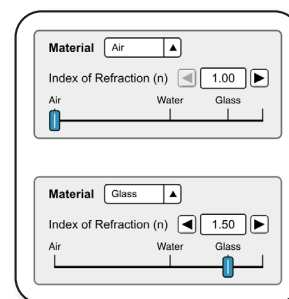 Material Air
Index of Refraction (n) 1.00
Air Water Glass
Material Glass
Index of Refraction (n) 1.50
Air Water Glass